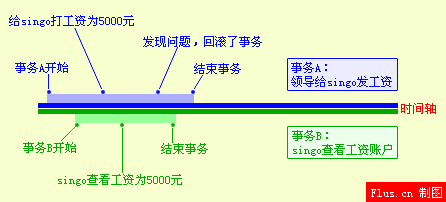 给singo打工资为5000元
发现问题，回滚了事务
事务A开始
结束事务
事务A：
领导给singo发工资
时间轴
事务B开始
结束事务
事务B：
singo查看工资账户
singo查看工资为5000元
Flus.cn 制图